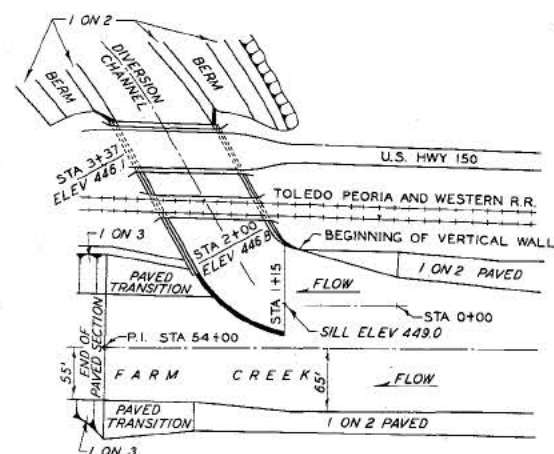 1 ON 2
BERM
DIVERSION
CHANNEL
BERM
U.S. HWY 150
STA 3+37
ELEV 446.1
TOLEDO PEORIA AND WESTERN R.R.
STA 2+00
ELEV 446.8
BEGINNING OF VERTICAL WALL
1 ON 3
PAVED
TRANSITION
1 ON 2 PAVED
FLOW
STA 1+15
STA 0+00
SILL ELEV 449.0
END OF
PAVED SECTION
P.I. STA 54+00
55'
FARM CREEK
65'
FLOW
PAVED
TRANSITION
1 ON 2 PAVED
1 ON 3